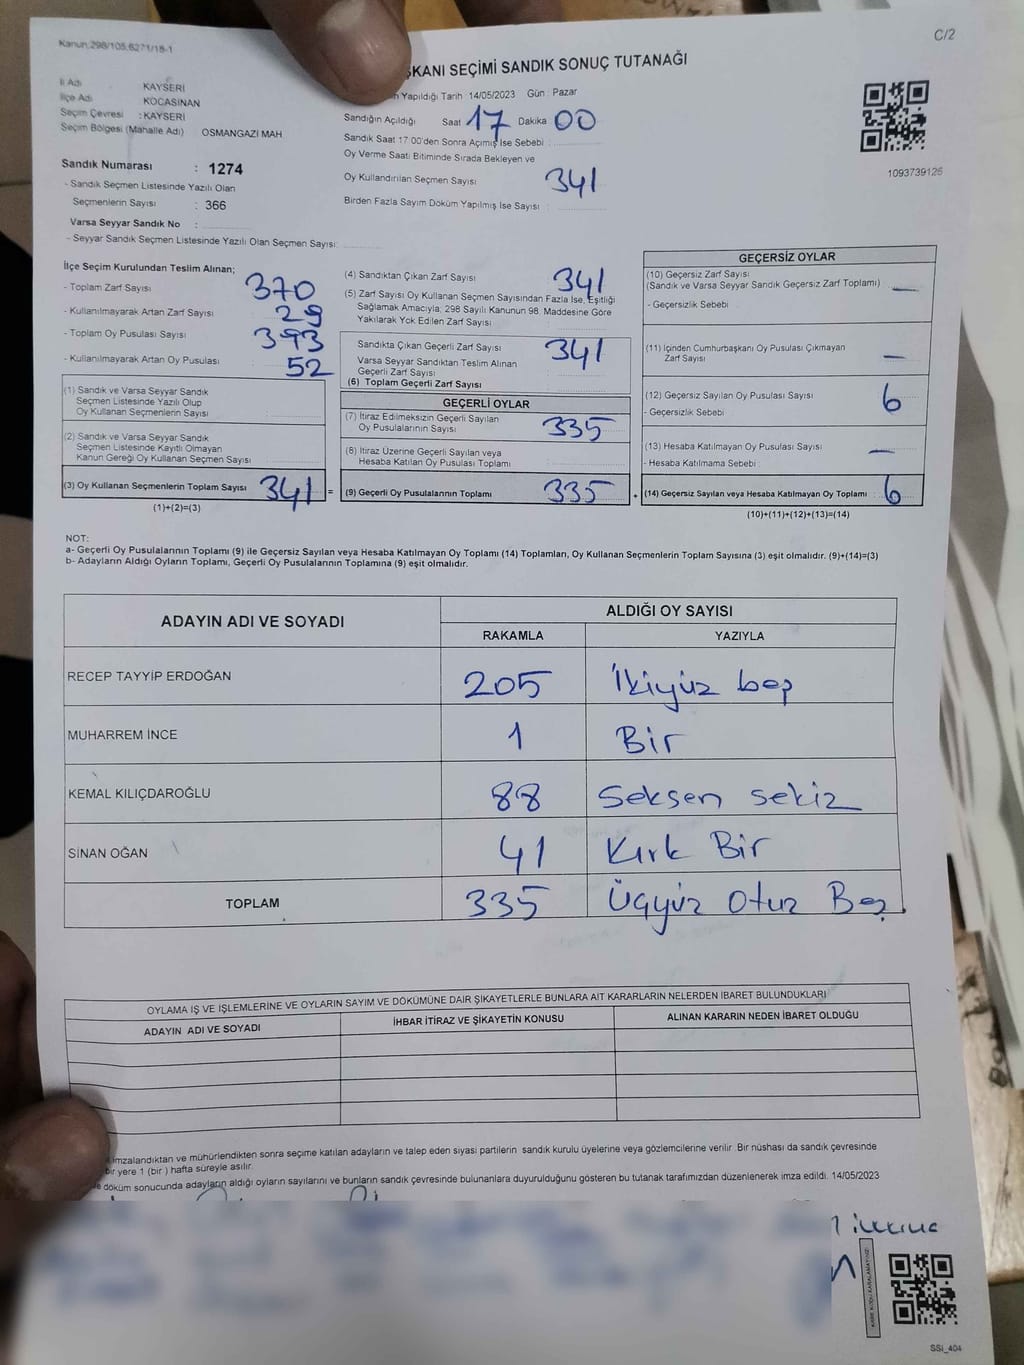 Kanun:298/105,6271/18-1
C/2
ŞKANI SEÇİMİ SANDIK SONUÇ TUTANAĞI
Yapıldığı Tarih 14/05/2023 Gün : Pazar
İl Adı KAYSERİ
İlçe Adı KOCASİNAN
Seçim Çevresi : KAYSERİ
Seçim Bölgesi (Mahalle Adı) OSMANGAZİ MAH
Sandık Numarası : 1274
- Sandık Seçmen Listesinde Yazılı Olan
Seçmenlerin Sayısı : 366
Varsa Seyyar Sandık No :
- Seyyar Sandık Seçmen Listesinde Yazılı Olan Seçmen Sayısı:
Sandığın Açıldığı Saat 17 Dakika 00
Sandık Saat 17:00'den Sonra Açımış İse Sebebi :
Oy Verme Saati Bitiminde Sırada Bekleyen ve
Oy Kullandırılan Seçmen Sayısı 341
Birden Fazla Sayım Döküm Yapılmış İse Sayısı :
1093739126
İlçe Seçim Kurulundan Teslim Alınan;
- Toplam Zarf Sayısı 370
- Kullanılmayarak Artan Zarf Sayısı 29
- Toplam Oy Pusulası Sayısı 393
- Kullanılmayarak Artan Oy Pusulası 52
(1) Sandık ve Varsa Seyyar Sandık
Seçmen Listesinde Yazılı Olup
Oy Kullanan Seçmenlerin Sayısı
(2) Sandık ve Varsa Seyyar Sandık
Seçmen Listesinde Kayıtlı Olmayan
Kanun Gereği Oy Kullanan Seçmen Sayısı
(3) Oy Kullanan Seçmenlerin Toplam Sayısı 341 =
(1)+(2)=(3)
(4) Sandıktan Çıkan Zarf Sayısı 341
(5) Zarf Sayısı Oy Kullanan Seçmen Sayısından Fazla İse, Eşitliği
Sağlamak Amacıyla, 298 Sayılı Kanunun 98. Maddesine Göre
Yakılarak Yok Edilen Zarf Sayısı
Sandıkta Çıkan Geçerli Zarf Sayısı 341
Varsa Seyyar Sandıktan Teslim Alınan
Geçerli Zarf Sayısı
(6) Toplam Geçerli Zarf Sayısı
GEÇERLİ OYLAR
(7) İtiraz Edilmeksizin Geçerli Sayılan
Oy Pusulalarının Sayısı 335
(8) İtiraz Üzerine Geçerli Sayılan veya
Hesaba Katılan Oy Pusulası Toplamı
(9) Geçerli Oy Pusulalarının Toplamı 335 +
GEÇERSİZ OYLAR
(10) Geçersiz Zarf Sayısı
(Sandık ve Varsa Seyyar Sandık Geçersiz Zarf Toplamı) —
- Geçersizlik Sebebi
(11) İçinden Cumhurbaşkanı Oy Pusulası Çıkmayan
Zarf Sayısı —
(12) Geçersiz Sayılan Oy Pusulası Sayısı 6
- Geçersizlik Sebebi
(13) Hesaba Katılmayan Oy Pusulası Sayısı —
- Hesaba Katılmama Sebebi
(14) Geçersiz Sayılan veya Hesaba Katılmayan Oy Toplamı : 6
(10)+(11)+(12)+(13)=(14)
NOT:
a- Geçerli Oy Pusulalarının Toplamı (9) ile Geçersiz Sayılan veya Hesaba Katılmayan Oy Toplamı (14) Toplamları, Oy Kullanan Seçmenlerin Toplam Sayısına (3) eşit olmalıdır. (9)+(14)=(3)
b- Adayların Aldığı Oyların Toplamı, Geçerli Oy Pusulalarının Toplamına (9) eşit olmalıdır.
ADAYIN ADI VE SOYADI ALDIĞI OY SAYISI
RAKAMLA YAZIYLA
RECEP TAYYİP ERDOĞAN 205 İkiyüz beş
MUHARREM İNCE 1 Bir
KEMAL KILIÇDAROĞLU 88 Seksen sekiz
SİNAN OĞAN 41 Kırk Bir
TOPLAM 335 Üçyüz Otuz Beş.
OYLAMA İŞ VE İŞLEMLERİNE VE OYLARIN SAYIM VE DÖKÜMÜNE DAİR ŞİKAYETLERLE BUNLARA AİT KARARLARIN NELERDEN İBARET BULUNDUKLARI
ADAYIN ADI VE SOYADI İHBAR İTİRAZ VE ŞİKAYETİN KONUSU ALINAN KARARIN NEDEN İBARET OLDUĞU
imzalandıktan ve mühürlendikten sonra seçime katılan adayların ve talep eden siyasi partilerin sandık kurulu üyelerine veya gözlemcilerine verilir. Bir nüshası da sandık çevresinde
bir yere 1 (bir ) hafta süreyle asılır.
döküm sonucunda adayların aldığı oyların sayılarını ve bunların sandık çevresinde bulunanlara duyurulduğunu gösteren bu tutanak tarafımızdan düzenlenerek imza edildi. 14/05/2023
SSİ_404